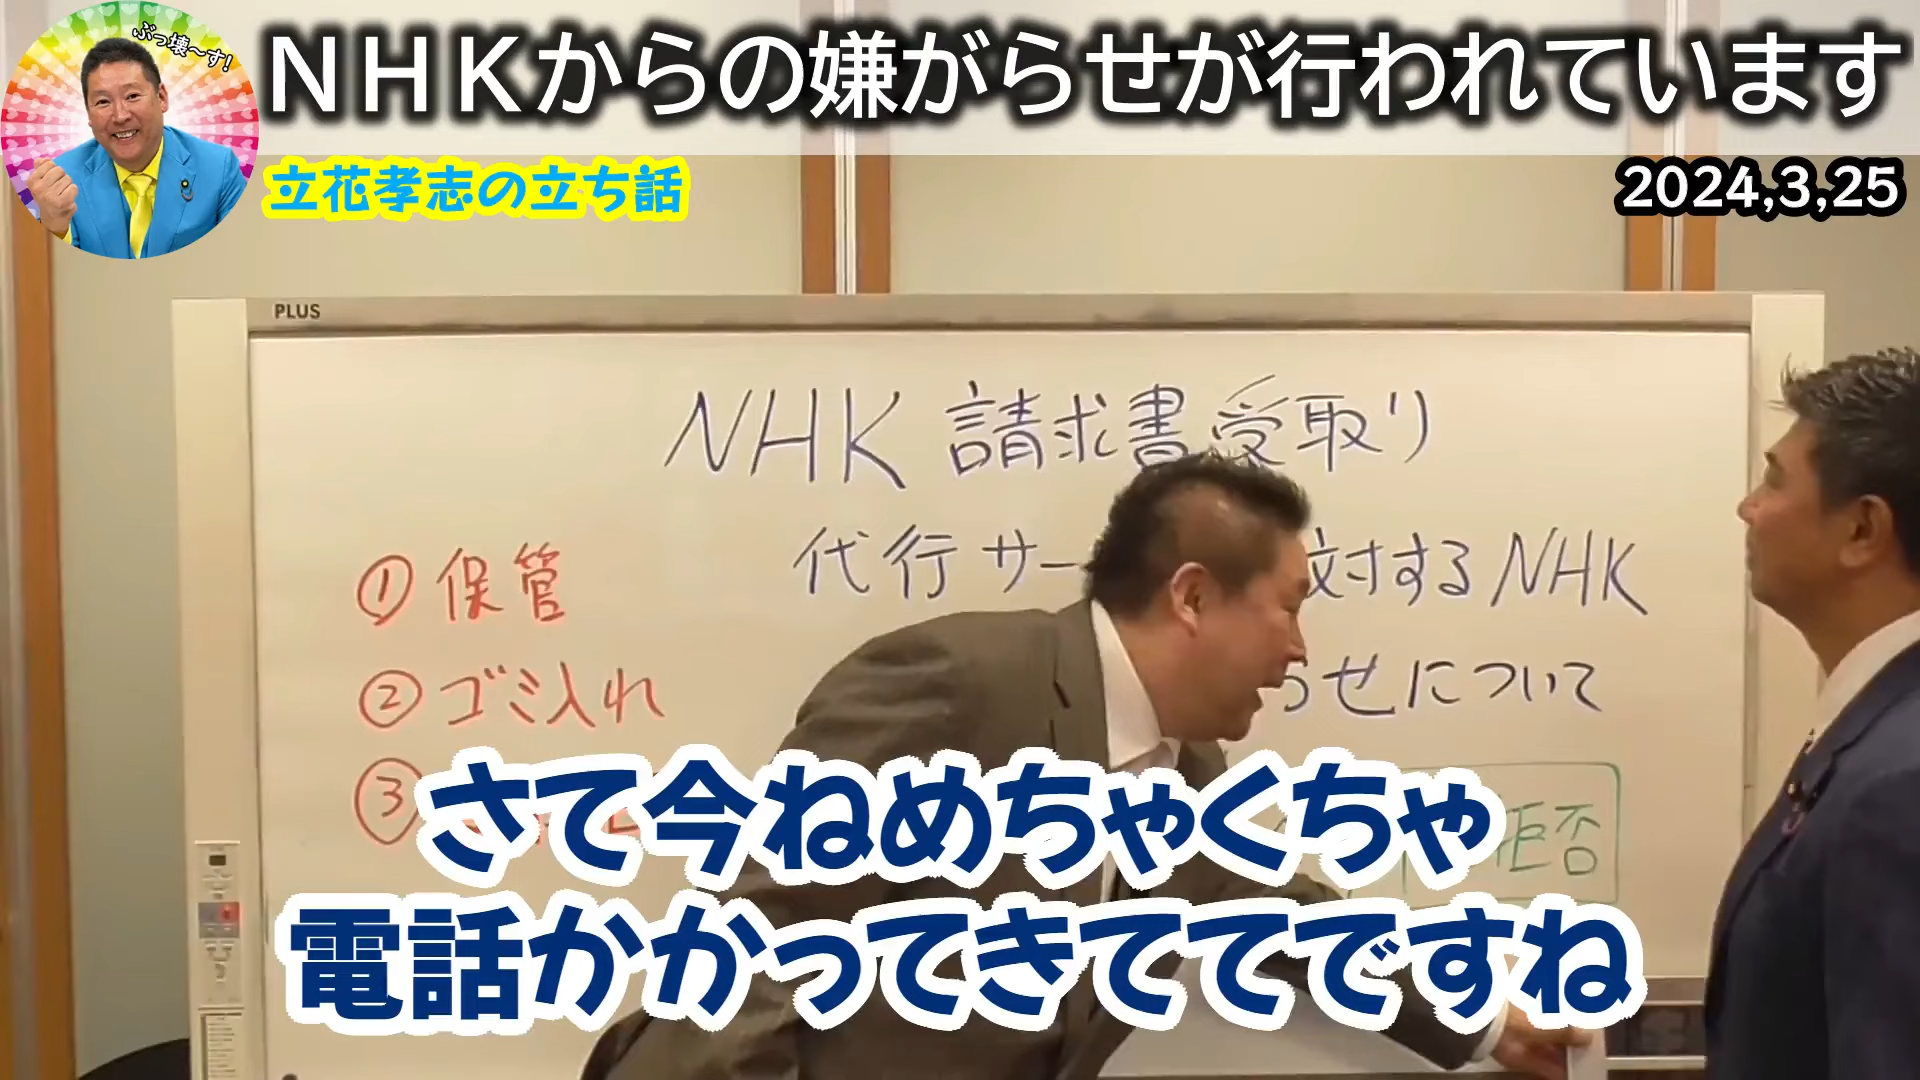 ぶっ壊〜す!
NHKからの嫌がらせが行われています
立花孝志の立ち話
2024,3,25
PLUS
NHK 請求書受取り
代行サー 対するNHK
らせについて
①保管
②ゴミ入れ
③
拒否
さて今ねめちゃくちゃ
電話かかってきててですね